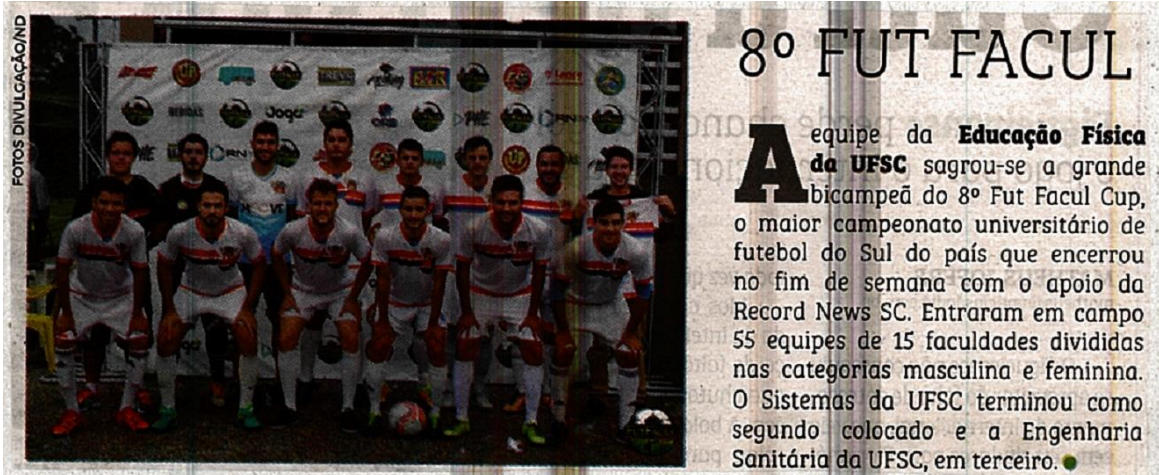 FOTOS DIVULGAÇÃO/ND
TREVO
BEBIDAS
Joga
8º FUT FACUL
A equipe da Educação Física
da UFSC sagrou-se a grande
bicampeã do 8º Fut Facul Cup,
o maior campeonato universitário de
futebol do Sul do país que encerrou
no fim de semana com o apoio da
Record News SC. Entraram em campo
55 equipes de 15 faculdades divididas
nas categorias masculina e feminina.
O Sistemas da UFSC terminou como
segundo colocado e a Engenharia
Sanitária da UFSC, em terceiro.